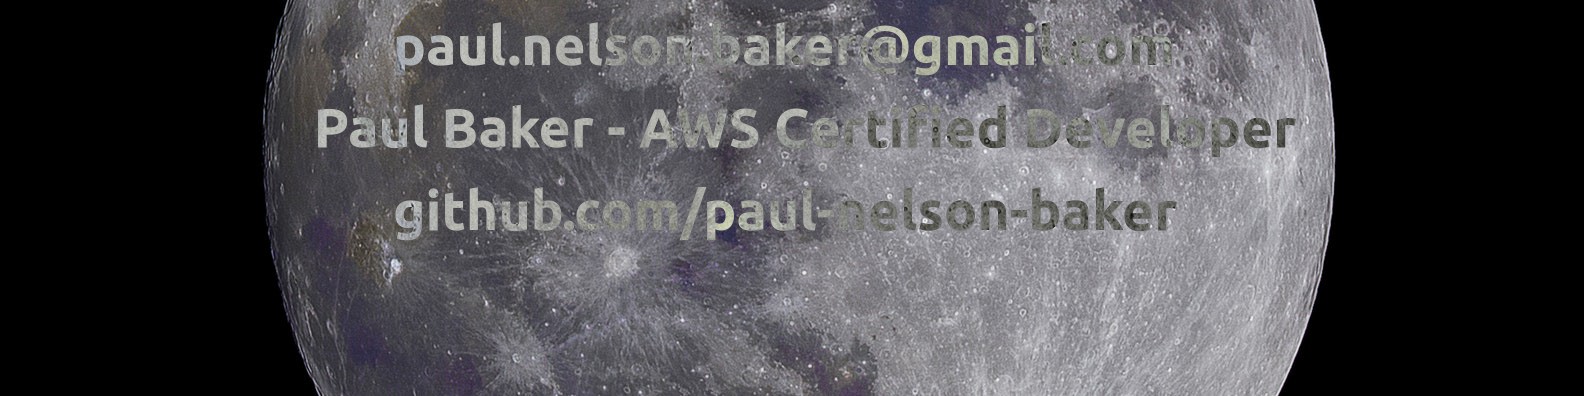 paul.nelson.baker@gmail.com
Paul Baker - AWS Certified Developer
github.com/paul-nelson-baker